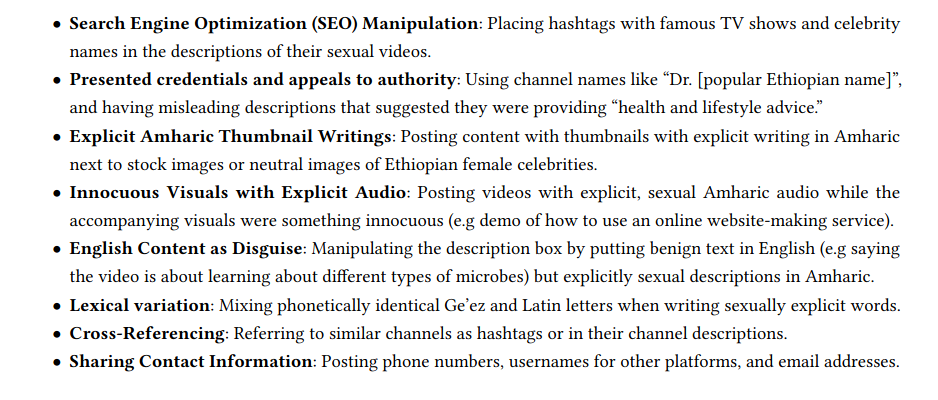 • Search Engine Optimization (SEO) Manipulation: Placing hashtags with famous TV shows and celebrity
names in the descriptions of their sexual videos.
• Presented credentials and appeals to authority: Using channel names like “Dr. [popular Ethiopian name]”,
and having misleading descriptions that suggested they were providing “health and lifestyle advice.”
• Explicit Amharic Thumbnail Writings: Posting content with thumbnails with explicit writing in Amharic
next to stock images or neutral images of Ethiopian female celebrities.
• Innocuous Visuals with Explicit Audio: Posting videos with explicit, sexual Amharic audio while the
accompanying visuals were something innocuous (e.g demo of how to use an online website-making service).
• English Content as Disguise: Manipulating the description box by putting benign text in English (e.g saying
the video is about learning about different types of microbes) but explicitly sexual descriptions in Amharic.
• Lexical variation: Mixing phonetically identical Ge’ez and Latin letters when writing sexually explicit words.
• Cross-Referencing: Referring to similar channels as hashtags or in their channel descriptions.
• Sharing Contact Information: Posting phone numbers, usernames for other platforms, and email addresses.